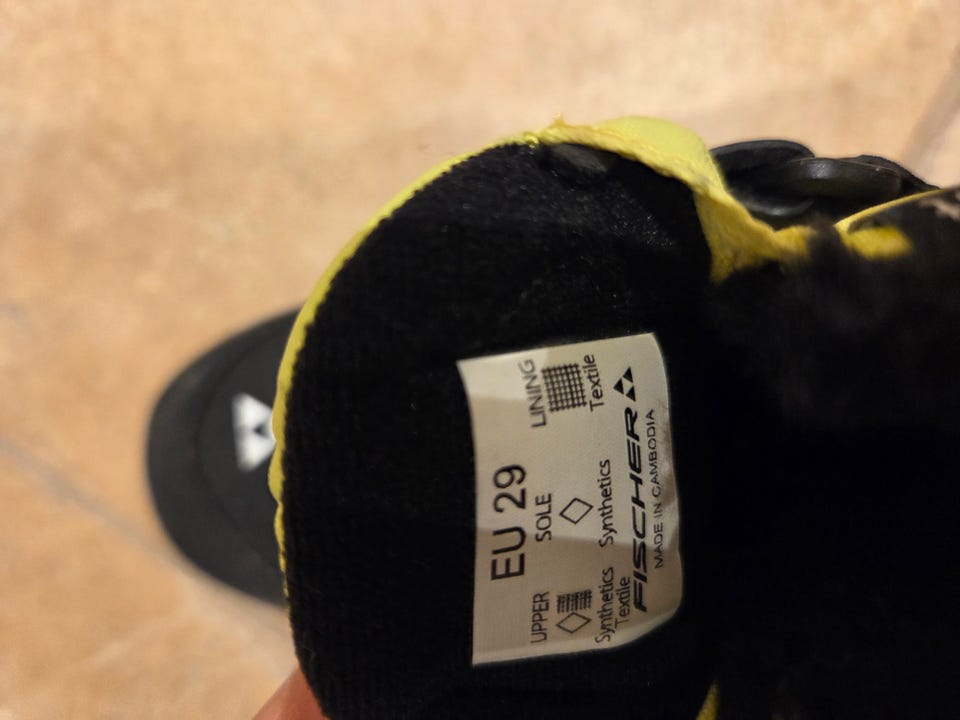 EU 29
UPPER SOLE LINING
Synthetics Synthetics Textile
Textile
FISCHER
MADE IN CAMBODIA